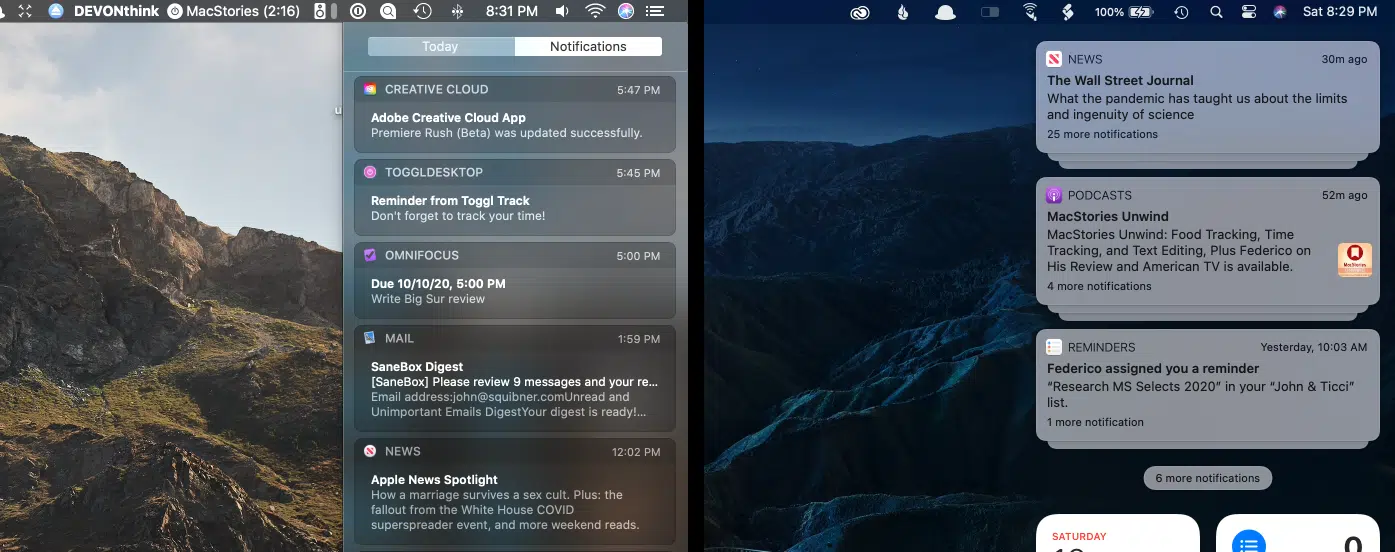 DEVONthink MacStories (2:16) 8:31 PM
Today Notifications
CREATIVE CLOUD 5:47 PM
Adobe Creative Cloud App
Premiere Rush (Beta) was updated successfully.
TOGGLDESKTOP 5:45 PM
Reminder from Toggl Track
Don't forget to track your time!
OMNIFOCUS 5:00 PM
Due 10/10/20, 5:00 PM
Write Big Sur review
MAIL 1:59 PM
SaneBox Digest
[SaneBox] Please review 9 messages and your re...
Email address:john@squibner.comUnread and
Unimportant Emails DigestYour digest is ready!...
NEWS 12:02 PM
Apple News Spotlight
How a marriage survives a sex cult. Plus: the
fallout from the White House COVID
superspreader event, and more weekend reads.
100% Sat 8:29 PM
NEWS 30m ago
The Wall Street Journal
What the pandemic has taught us about the limits
and ingenuity of science
25 more notifications
PODCASTS 52m ago
MacStories Unwind
MacStories Unwind: Food Tracking, Time
Tracking, and Text Editing, Plus Federico on
His Review and American TV is available.
MacStories
4 more notifications
REMINDERS Yesterday, 10:03 AM
Federico assigned you a reminder
“Research MS Selects 2020” in your “John & Ticci”
list.
1 more notification
6 more notifications
SATURDAY
0